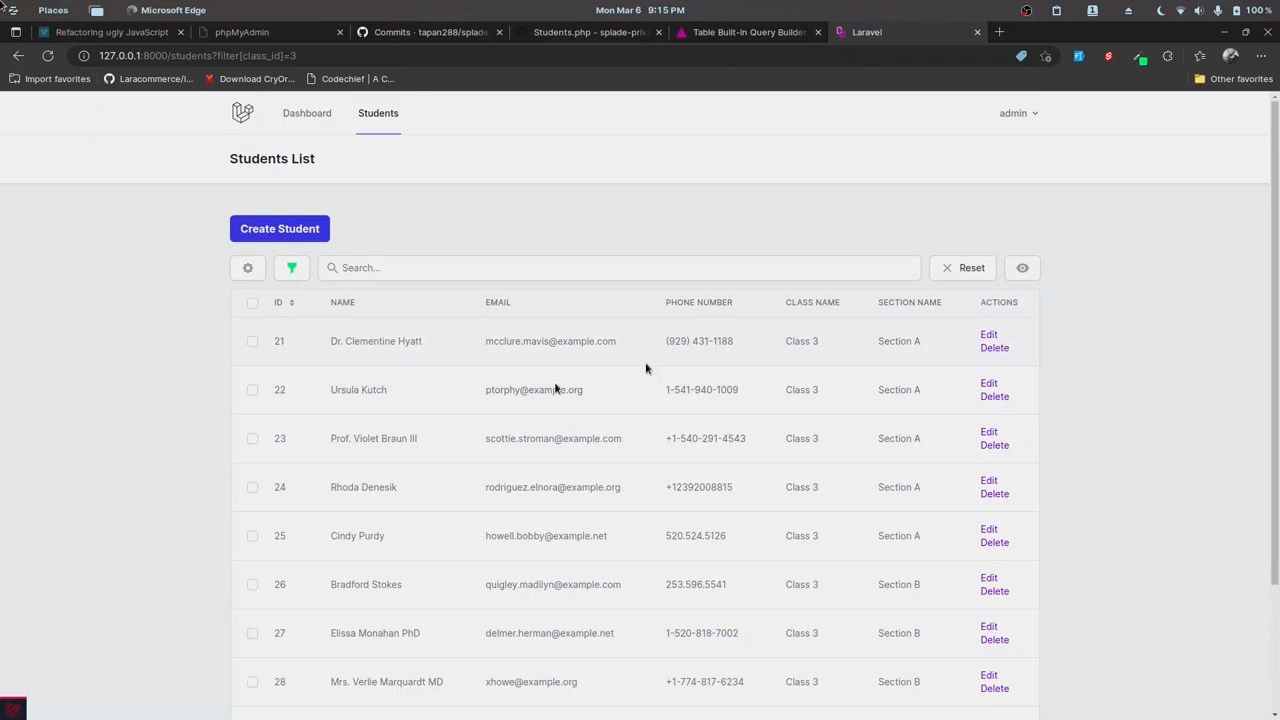 Places Microsoft Edge Mon Mar 6 9:15 PM 100 %
Refactoring ugly JavaScript phpMyAdmin Commits · tapan288/splade- Students.php - splade-priv Table Built-in Query Builder Laravel
127.0.0.1:8000/students?filter[class_id]=3
Import favorites Laracommerce/l... Download CryOr... Codechief | A C... Other favorites
Dashboard Students admin
Students List
Create Student
Search... Reset
ID NAME EMAIL PHONE NUMBER CLASS NAME SECTION NAME ACTIONS
21 Dr. Clementine Hyatt mcclure.mavis@example.com (929) 431-1188 Class 3 Section A Edit
Delete
22 Ursula Kutch ptorphy@example.org 1-541-940-1009 Class 3 Section A Edit
Delete
23 Prof. Violet Braun III scottie.stroman@example.com +1-540-291-4543 Class 3 Section A Edit
Delete
24 Rhoda Denesik rodriguez.elnora@example.org +12392008815 Class 3 Section A Edit
Delete
25 Cindy Purdy howell.bobby@example.net 520.524.5126 Class 3 Section A Edit
Delete
26 Bradford Stokes quigley.madilyn@example.com 253.596.5541 Class 3 Section B Edit
Delete
27 Elissa Monahan PhD delmer.herman@example.net 1-520-818-7002 Class 3 Section B Edit
Delete
28 Mrs. Verlie Marquardt MD xhowe@example.org +1-774-817-6234 Class 3 Section B Edit
Delete